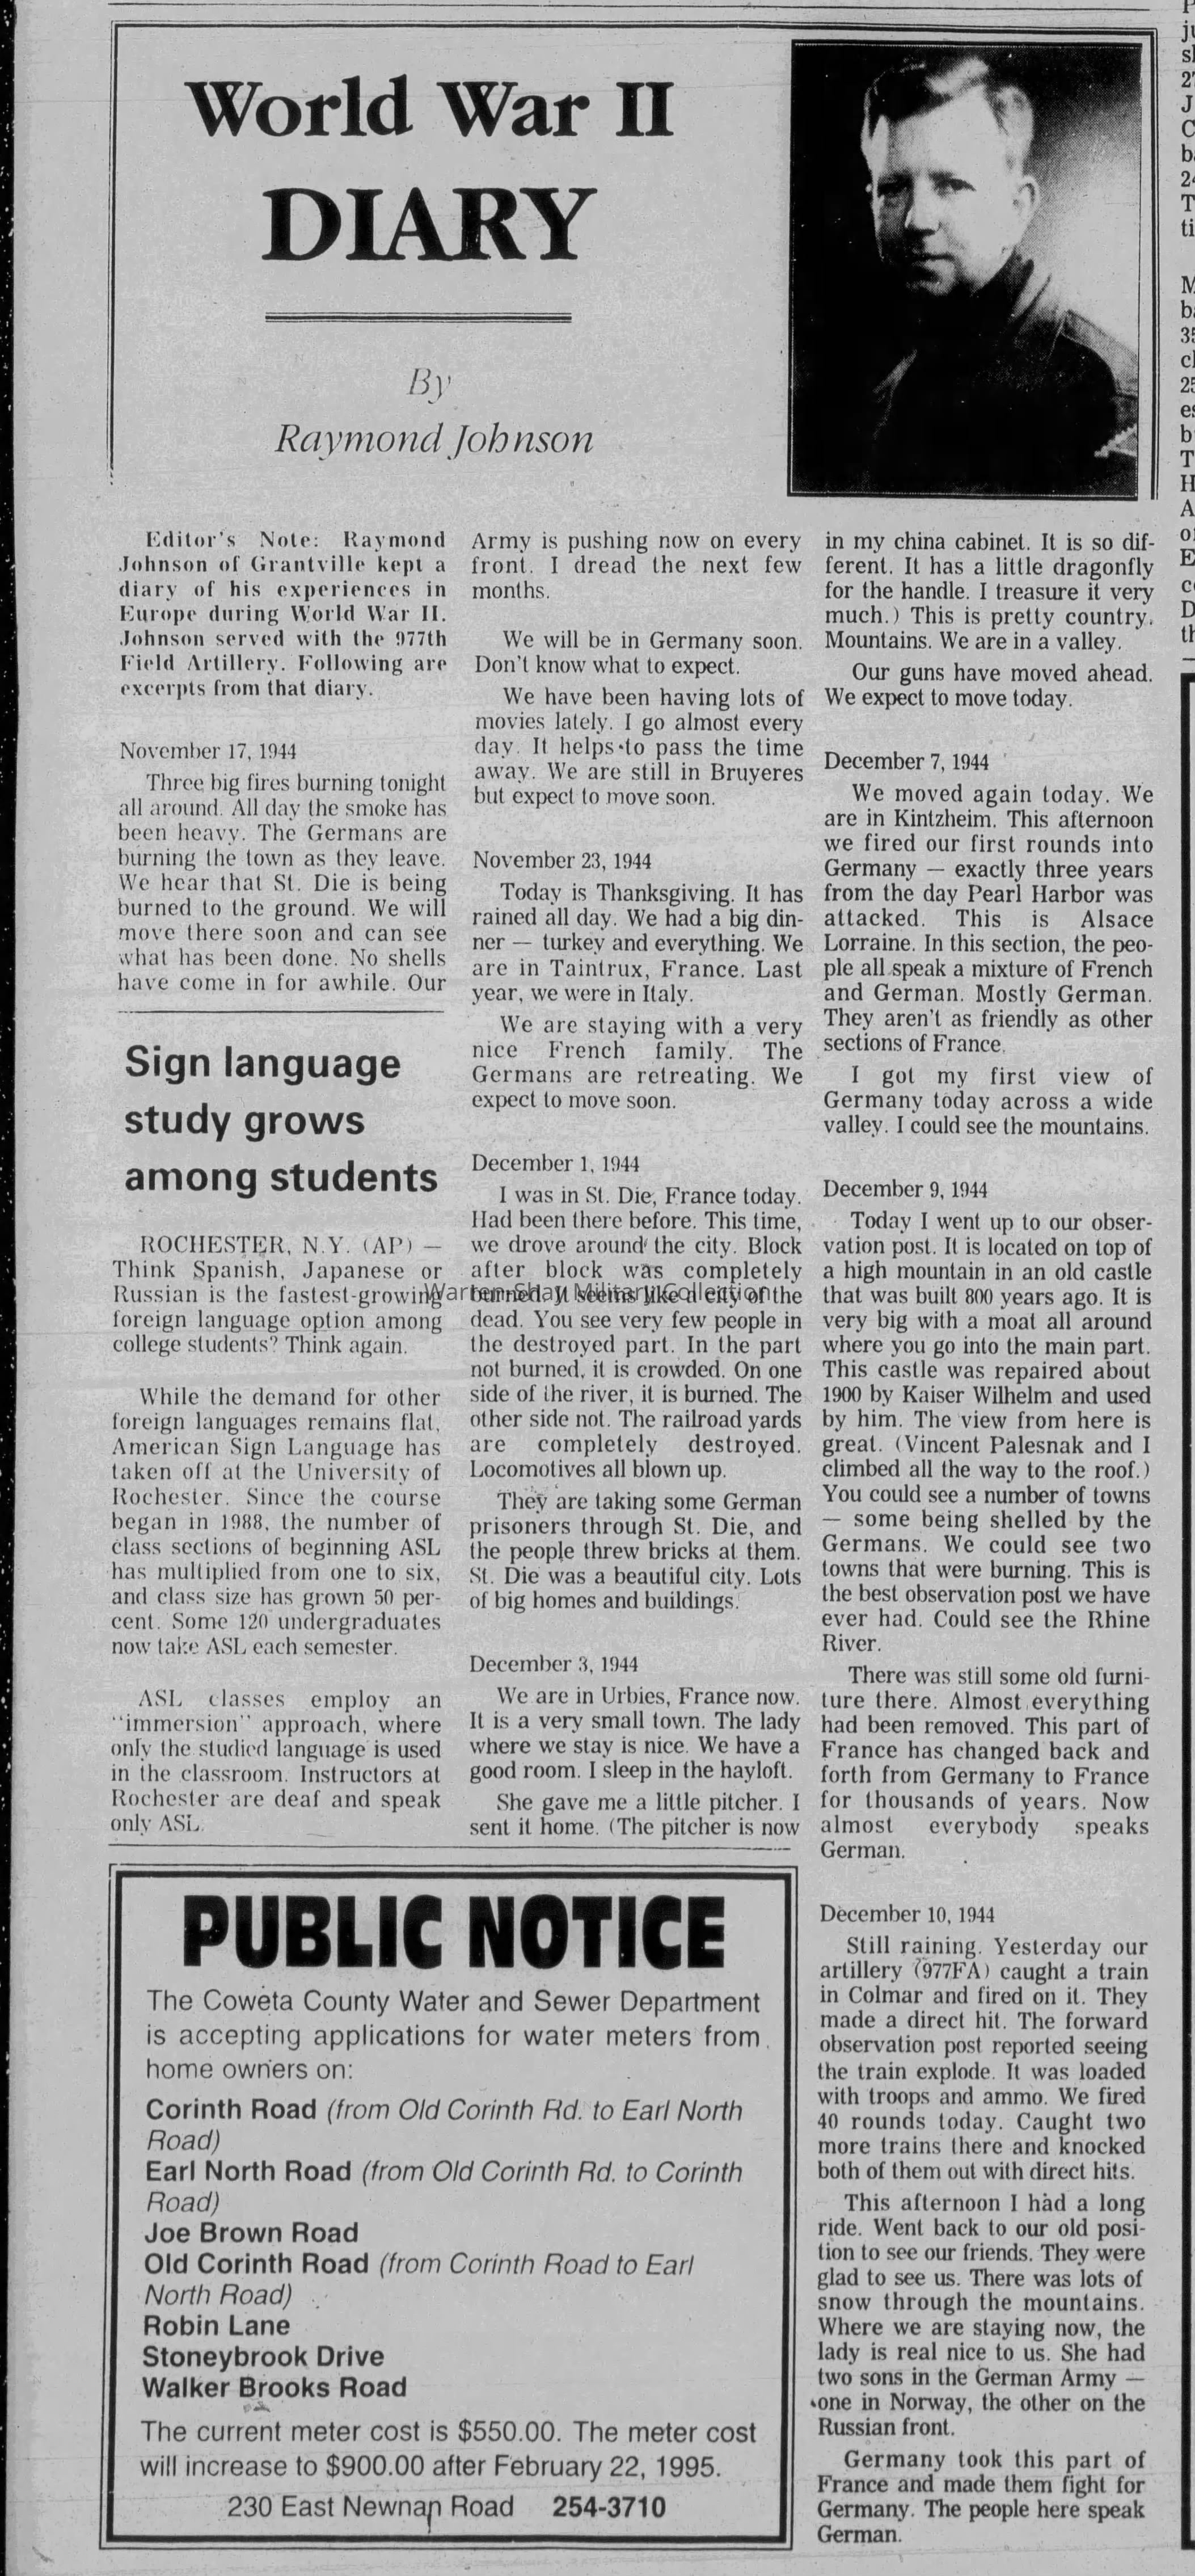 World War II
DIARY
By
Raymond Johnson
Editor's Note: Raymond
Johnson of Grantville kept a
diary of his experiences in
Europe during World War II.
Johnson served with the 977th
Field Artillery. Following are
excerpts from that diary.
November 17, 1944
Three big fires burning tonight
all around. All day the smoke has
been heavy. The Germans are
burning the town as they leave.
We hear that St. Die is being
burned to the ground. We will
move there soon and can see
what has been done. No shells
have come in for awhile. Our
Army is pushing now on every
front. I dread the next few
months.
We will be in Germany soon.
Don't know what to expect.
We have been having lots of
movies lately. I go almost every
day. It helps to pass the time
away. We are still in Bruyeres
but expect to move soon.
November 23, 1944
Today is Thanksgiving. It has
rained all day. We had a big din-
ner — turkey and everything. We
are in Taintrux, France. Last
year, we were in Italy.
We are staying with a very
nice French family. The
Germans are retreating. We
expect to move soon.
December 1, 1944
I was in St. Die, France today.
Had been there before. This time,
we drove around the city. Block
after block was completely
burned. It seems like a city of the
dead. You see very few people in
the destroyed part. In the part
not burned, it is crowded. On one
side of the river, it is burned. The
other side not. The railroad yards
are completely destroyed.
Locomotives all blown up.
They are taking some German
prisoners through St. Die, and
the people threw bricks at them.
St. Die was a beautiful city. Lots
of big homes and buildings.
December 3, 1944
We are in Urbies, France now.
It is a very small town. The lady
where we stay is nice. We have a
good room. I sleep in the hayloft.
She gave me a little pitcher. I
sent it home. (The pitcher is now
in my china cabinet. It is so dif-
ferent. It has a little dragonfly
for the handle. I treasure it very
much.) This is pretty country.
Mountains. We are in a valley.
Our guns have moved ahead.
We expect to move today.
December 7, 1944
We moved again today. We
are in Kintzheim. This afternoon
we fired our first rounds into
Germany — exactly three years
from the day Pearl Harbor was
attacked. This is Alsace
Lorraine. In this section, the peo-
ple all speak a mixture of French
and German. Mostly German.
They aren't as friendly as other
sections of France.
I got my first view of
Germany today across a wide
valley. I could see the mountains.
December 9, 1944
Today I went up to our obser-
vation post. It is located on top of
a high mountain in an old castle
that was built 800 years ago. It is
very big with a moat all around
where you go into the main part.
This castle was repaired about
1900 by Kaiser Wilhelm and used
by him. The view from here is
great. (Vincent Palesnak and I
climbed all the way to the roof.)
You could see a number of towns
— some being shelled by the
Germans. We could see two
towns that were burning. This is
the best observation post we have
ever had. Could see the Rhine
River.
There was still some old furni-
ture there. Almost everything
had been removed. This part of
France has changed back and
forth from Germany to France
for thousands of years. Now
almost everybody speaks
German.
December 10, 1944
Still raining. Yesterday our
artillery (977FA) caught a train
in Colmar and fired on it. They
made a direct hit. The forward
observation post reported seeing
the train explode. It was loaded
with troops and ammo. We fired
40 rounds today. Caught two
more trains there and knocked
both of them out with direct hits.
This afternoon I had a long
ride. Went back to our old posi-
tion to see our friends. They were
glad to see us. There was lots of
snow through the mountains.
Where we are staying now, the
lady is real nice to us. She had
two sons in the German Army —
one in Norway, the other on the
Russian front.
Germany took this part of
France and made them fight for
Germany. The people here speak
German.
Sign language
study grows
among students
ROCHESTER, N.Y. (AP) —
Think Spanish, Japanese or
Russian is the fastest-growing
foreign language option among
college students? Think again.
While the demand for other
foreign languages remains flat,
American Sign Language has
taken off at the University of
Rochester. Since the course
began in 1988, the number of
class sections of beginning ASL
has multiplied from one to six,
and class size has grown 50 per-
cent. Some 120 undergraduates
now take ASL each semester.
ASL classes employ an
"immersion" approach, where
only the studied language is used
in the classroom. Instructors at
Rochester are deaf and speak
only ASL.
Warren-Shay Military Collection
PUBLIC NOTICE
The Coweta County Water and Sewer Department
is accepting applications for water meters from
home owners on:
Corinth Road (from Old Corinth Rd. to Earl North
Road)
Earl North Road (from Old Corinth Rd. to Corinth
Road)
Joe Brown Road
Old Corinth Road (from Corinth Road to Earl
North Road)
Robin Lane
Stoneybrook Drive
Walker Brooks Road
The current meter cost is $550.00. The meter cost
will increase to $900.00 after February 22, 1995.
230 East Newnan Road 254-3710